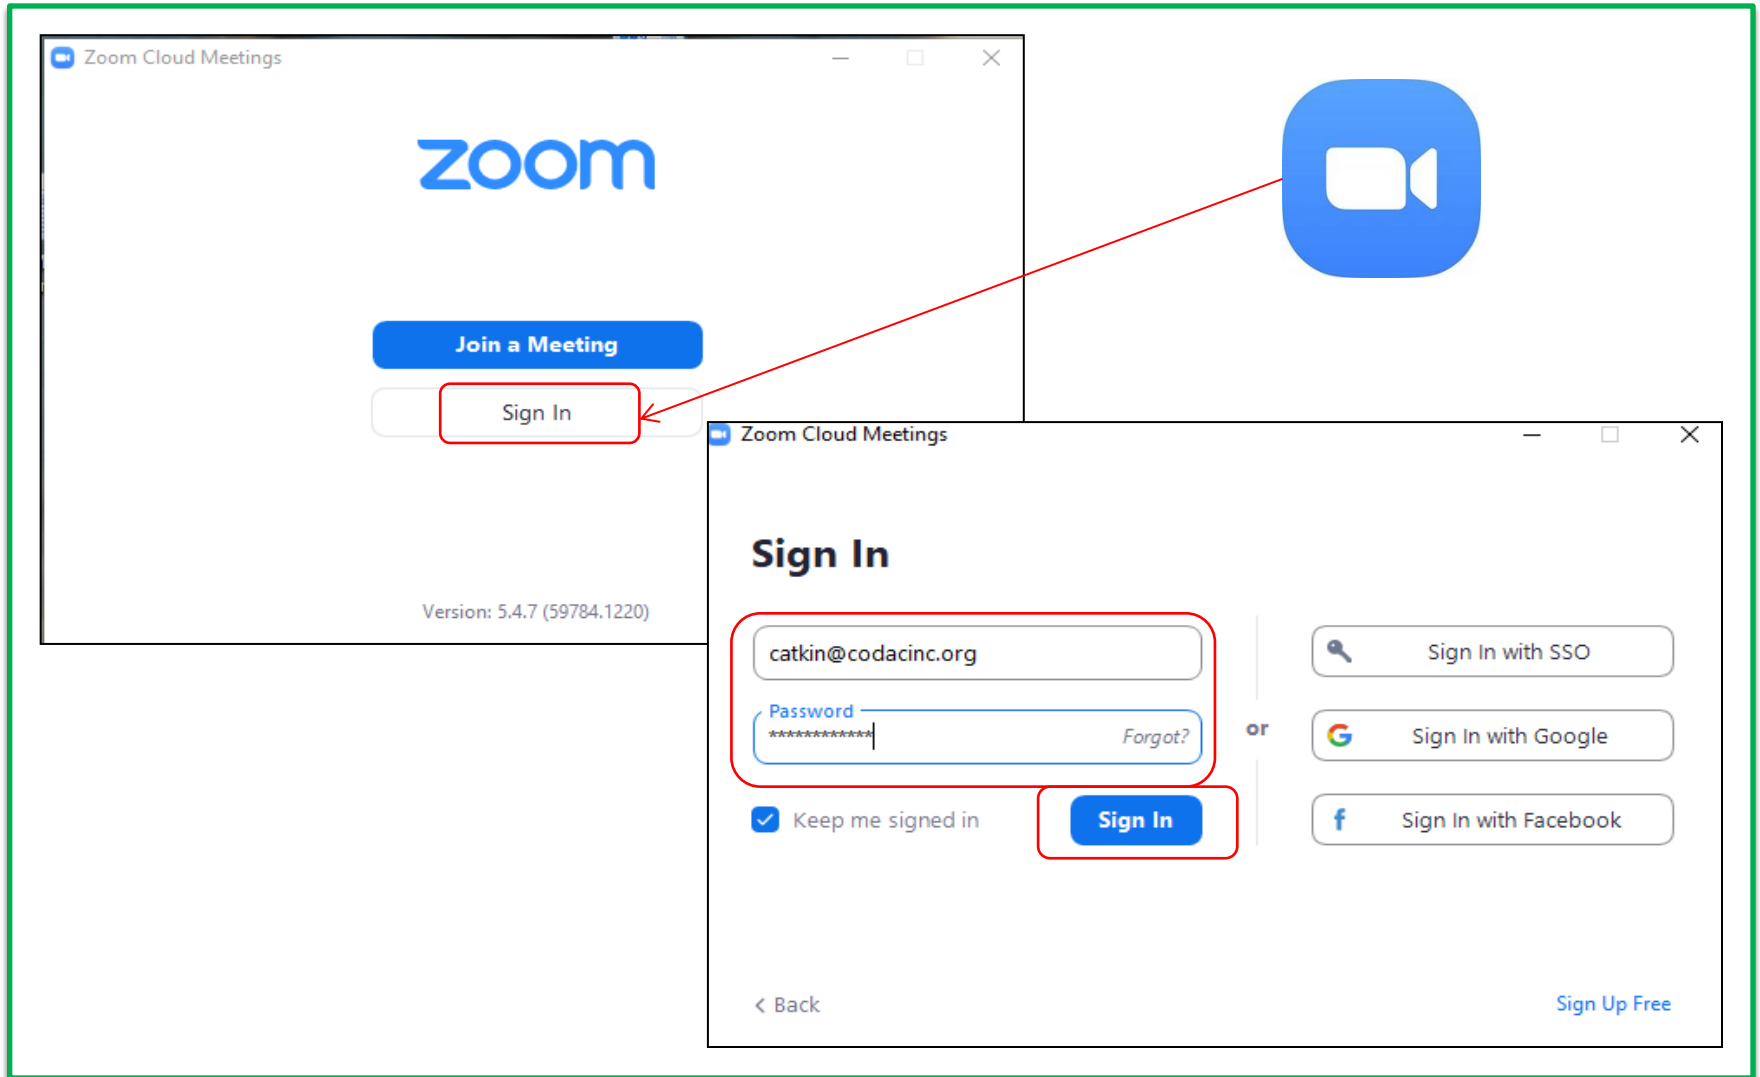 Zoom Cloud Meetings
zoom
Join a Meeting
Sign In
Version: 5.4.7 (59784.1220)
Zoom Cloud Meetings
Sign In
catkin@codacinc.org
Password
************
Forgot?
Keep me signed in
Sign In
or
Sign In with SSO
Sign In with Google
Sign In with Facebook
< Back
Sign Up Free